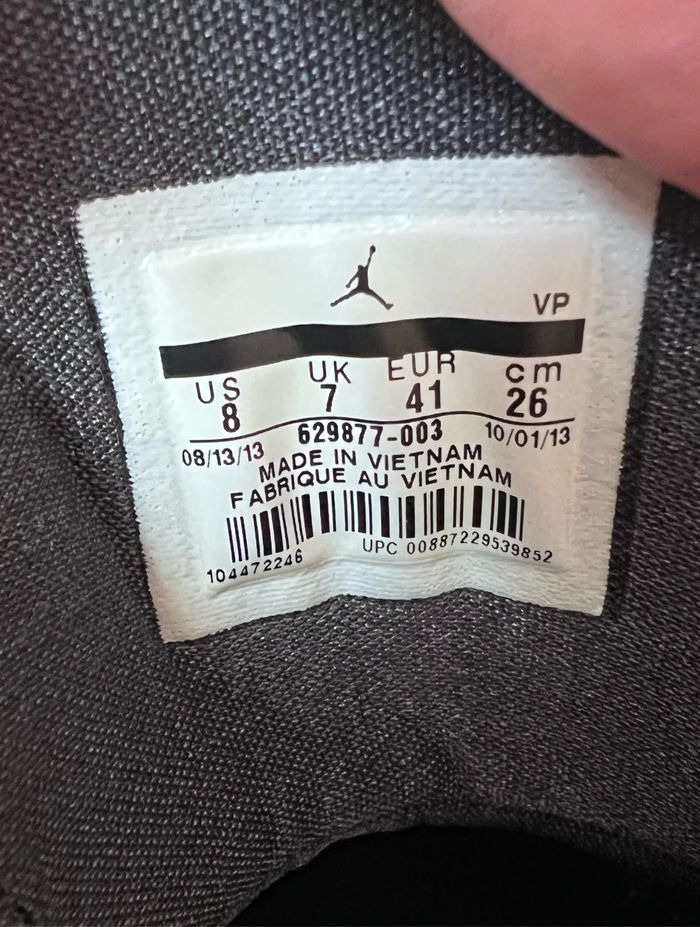 VP
US UK EUR cm
8 7 41 26
08/13/13 629877-003 10/01/13
MADE IN VIETNAM
FABRIQUE AU VIETNAM
104472246 UPC 00887229539852